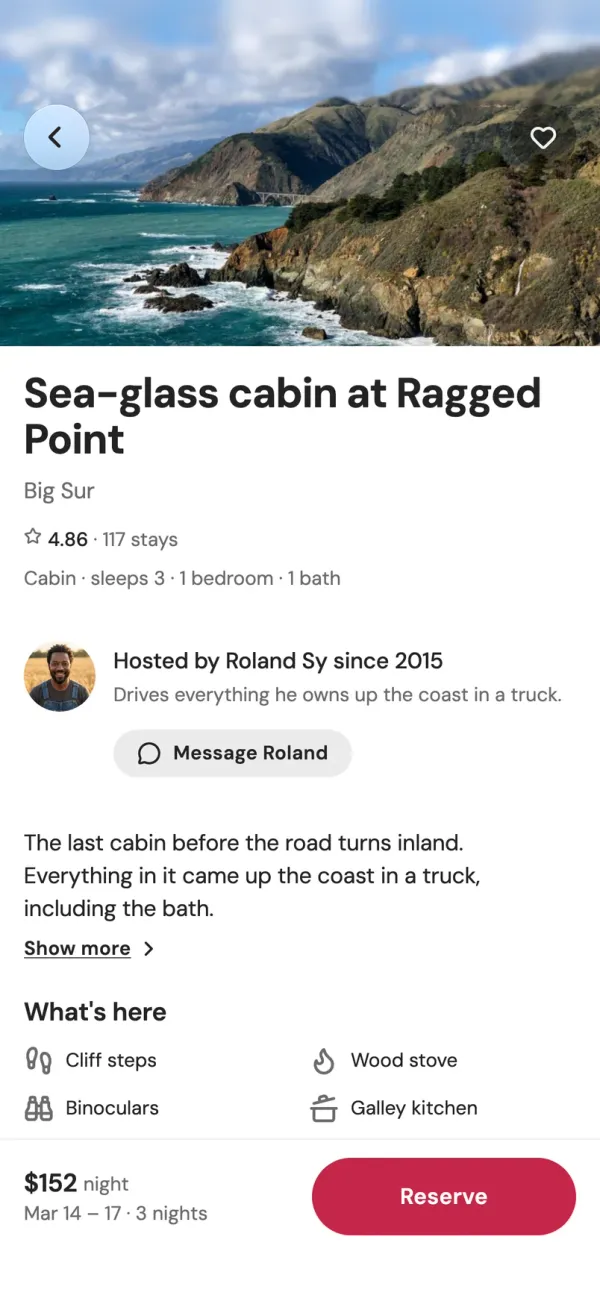 Sea-glass cabin at Ragged
Point
Big Sur
4.86 · 117 stays
Cabin · sleeps 3 · 1 bedroom · 1 bath
Hosted by Roland Sy since 2015
Drives everything he owns up the coast in a truck.
Message Roland
The last cabin before the road turns inland.
Everything in it came up the coast in a truck,
including the bath.
Show more
What's here
Cliff steps
Wood stove
Binoculars
Galley kitchen
$152 night
Mar 14 – 17 · 3 nights
Reserve